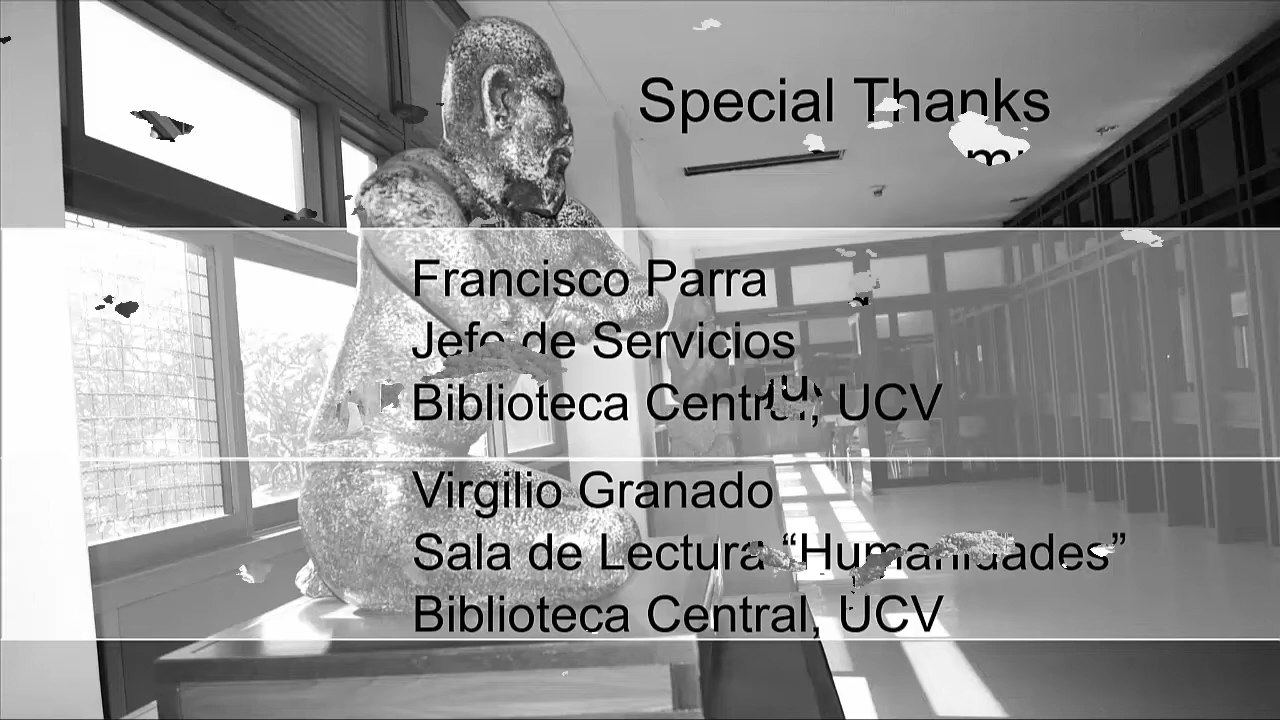 Special Thanks
Francisco Parra
Jefe de Servicios
Biblioteca Central, UCV
Virgilio Granado
Sala de Lectura “Humanidades”
Biblioteca Central, UCV